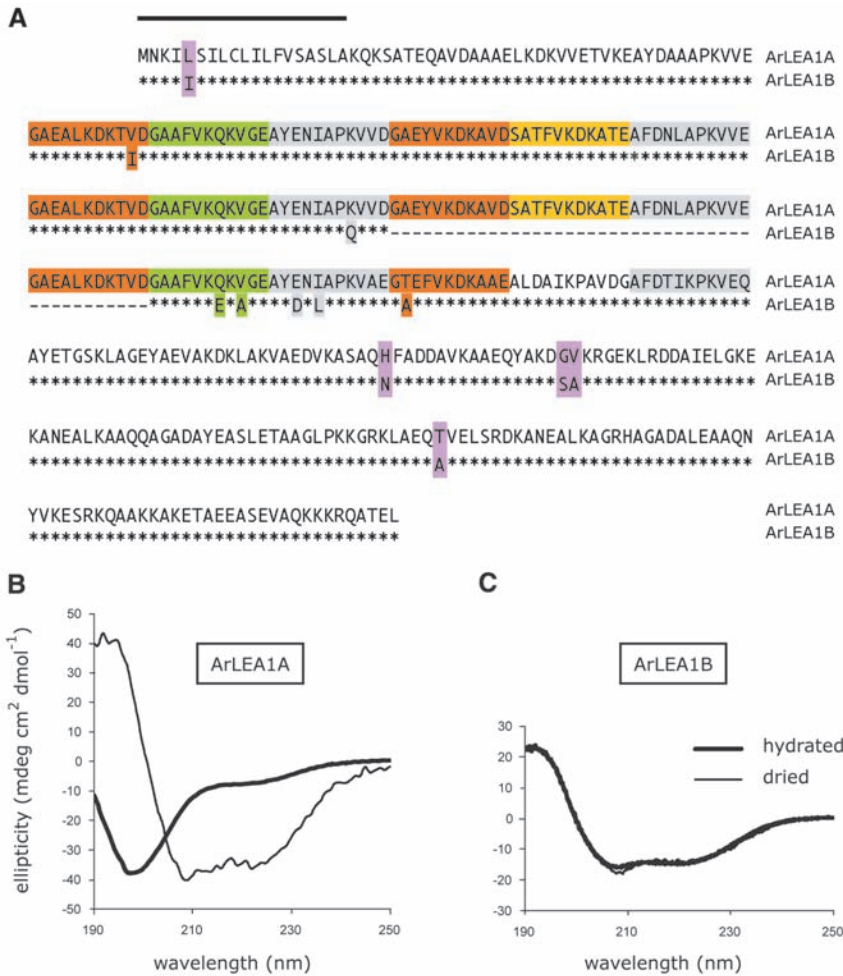 A
MNKILSILCLILFVSASLAKQKSATEQAVDAAAELKDKVVETVKEAYDAAAPKVVE ArLEA1A
****I*************************************************** ArLEA1B
GAEALKDKTVDGAAFVKQKVGEAYENIAPKVVDGAEYVKDKAVDSATFVKDKATEAFDNLAPKVVE ArLEA1A
*********I******************************************************** ArLEA1B
GAEALKDKTVDGAAFVKQKVGEAYENIAPKVVDGAEYVKDKAVDSATFVKDKATEAFDNLAPKVVE ArLEA1A
*****************************Q***--------------------------------- ArLEA1B
GAEALKDKTVDGAAFVKQKVGEAYENIAPKVAEGTEFVKDKAAEALDAIKPAVDGAFDTIKPKVEQ ArLEA1A
-----------******E*A****D*L*******A******************************* ArLEA1B
AYETGSKLAGEYAEVAKDKLAKVAEDVKASAQHFADDAVKAAEQYAKDGVKRGEKLRDDAIELGKE ArLEA1A
********************************N***************SA**************** ArLEA1B
KANEALKAAQQAGADAYEASLETAAGLPKKGRKLAEQTVELSRDKANEALKAGRHAGADALEAAQN ArLEA1A
*************************************A**************************** ArLEA1B
YVKESRKQAAKKAKETAEEASEVAQKKKRQATEL ArLEA1A
********************************** ArLEA1B
B
ArLEA1A
ellipticity (mdeg cm² dmol⁻¹)
50
40
30
20
10
0
-10
-20
-30
-40
-50
190 210 230 250
wavelength (nm)
C
ArLEA1B
hydrated
dried
30
20
10
0
-10
-20
-30
190 210 230 250
wavelength (nm)